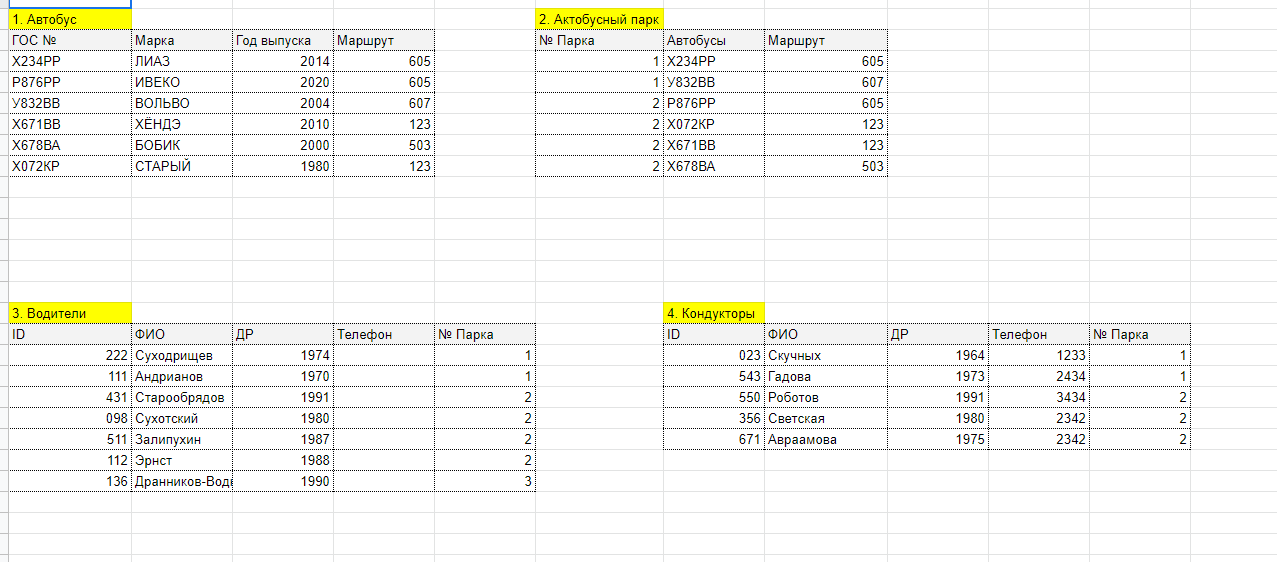 1. Автобус 2. Актобусный парк
ГОС № Марка Год выпуска Маршрут № Парка Автобусы Маршрут
Х234РР ЛИАЗ 2014 605 1 Х234РР 605
Р876РР ИВЕКО 2020 605 1 У832ВВ 607
У832ВВ ВОЛЬВО 2004 607 2 Р876РР 605
Х671ВВ ХЁНДЭ 2010 123 2 Х072КР 123
Х678ВА БОБИК 2000 503 2 Х671ВВ 123
Х072КР СТАРЫЙ 1980 123 2 Х678ВА 503
3. Водители 4. Кондукторы
ID ФИО ДР Телефон № Парка ID ФИО ДР Телефон № Парка
222 Суходрищев 1974 1 023 Скучных 1964 1233 1
111 Андрианов 1970 1 543 Гадова 1973 2434 1
431 Старообрядов 1991 2 550 Роботов 1991 3434 2
098 Сухотский 1980 2 356 Светская 1980 2342 2
511 Залипухин 1987 2 671 Авраамова 1975 2342 2
112 Эрнст 1988 2
136 Дранников-Вод 1990 3